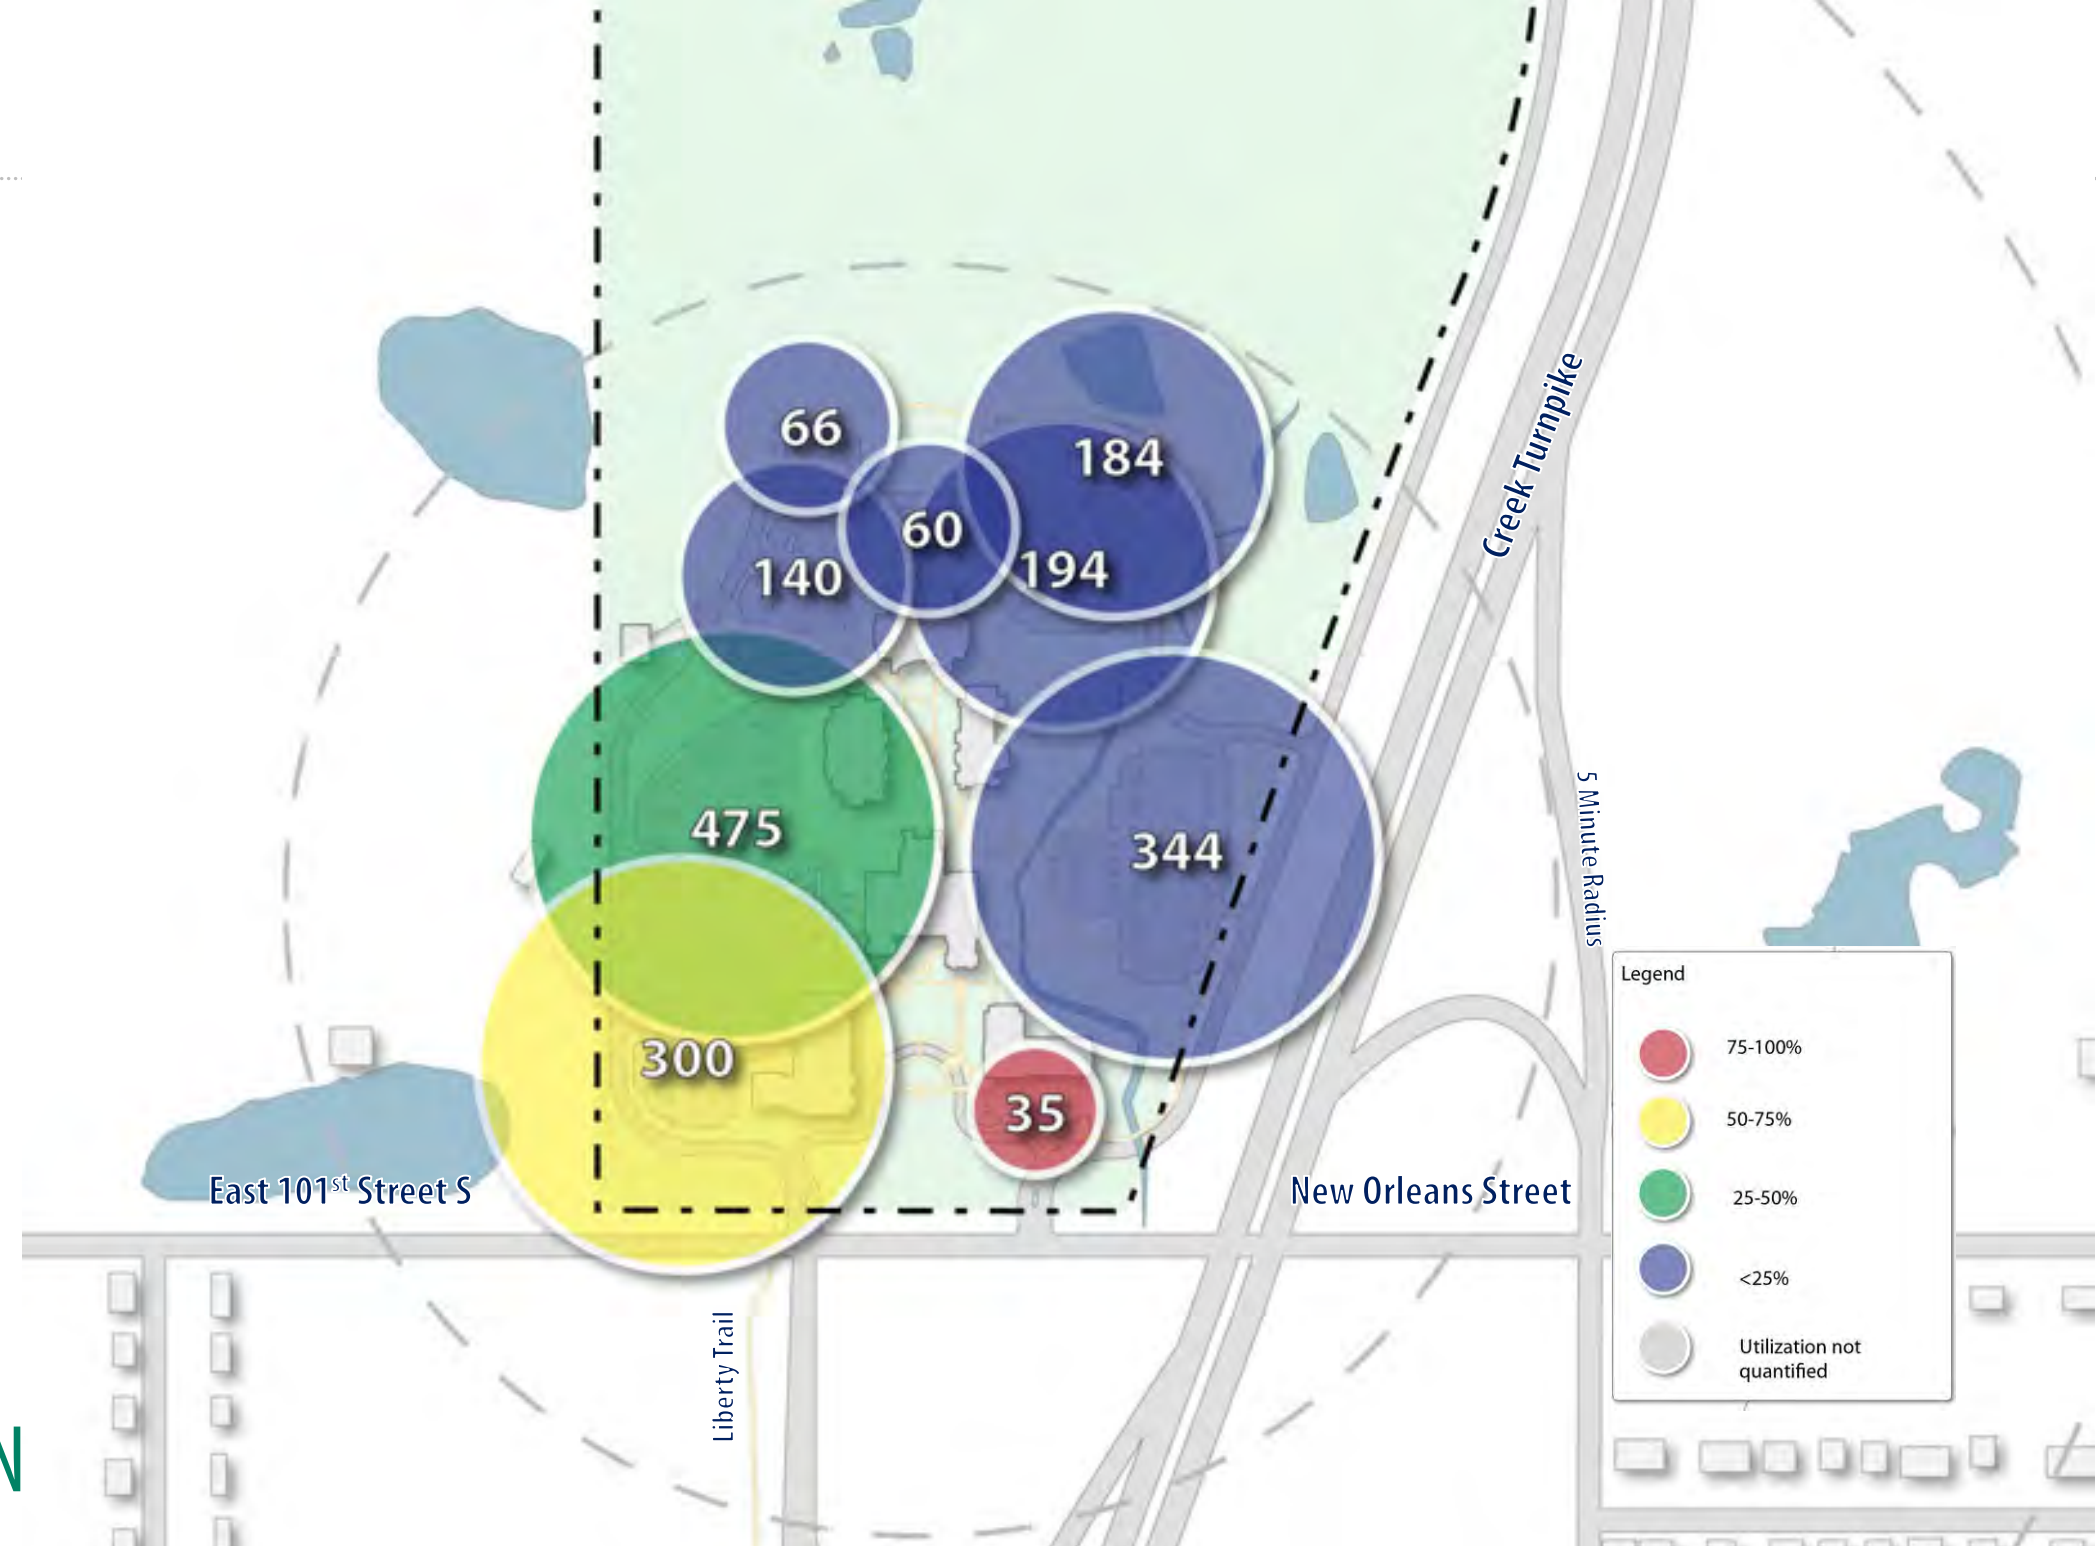 66
184
60
194
140
Creek Turnpike
475
344
5 Minute Radius
300
35
East 101st Street S
New Orleans Street
Legend
75-100%
50-75%
25-50%
<25%
Utilization not
quantified
Liberty Trail
N